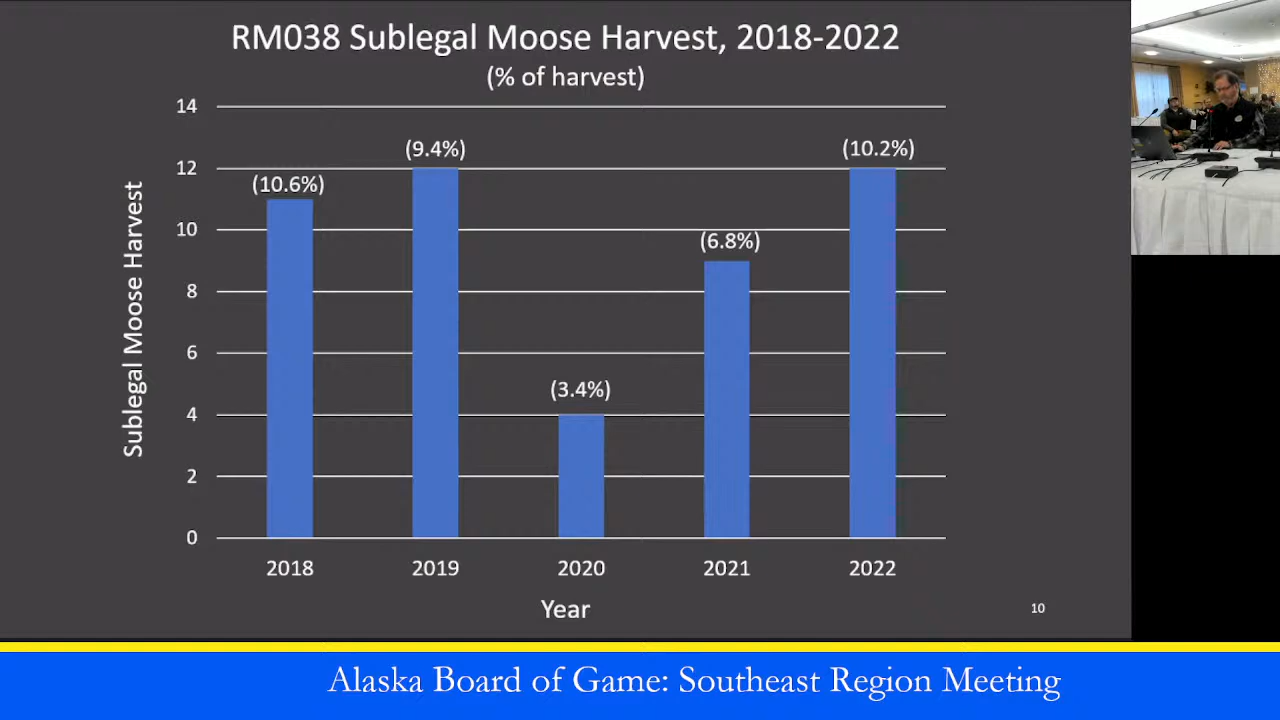 RM038 Sublegal Moose Harvest, 2018-2022
(% of harvest)
Sublegal Moose Harvest
14
12
10
8
6
4
2
0
(10.6%)
(9.4%)
(3.4%)
(6.8%)
(10.2%)
2018 2019 2020 2021 2022
Year
10
Alaska Board of Game: Southeast Region Meeting